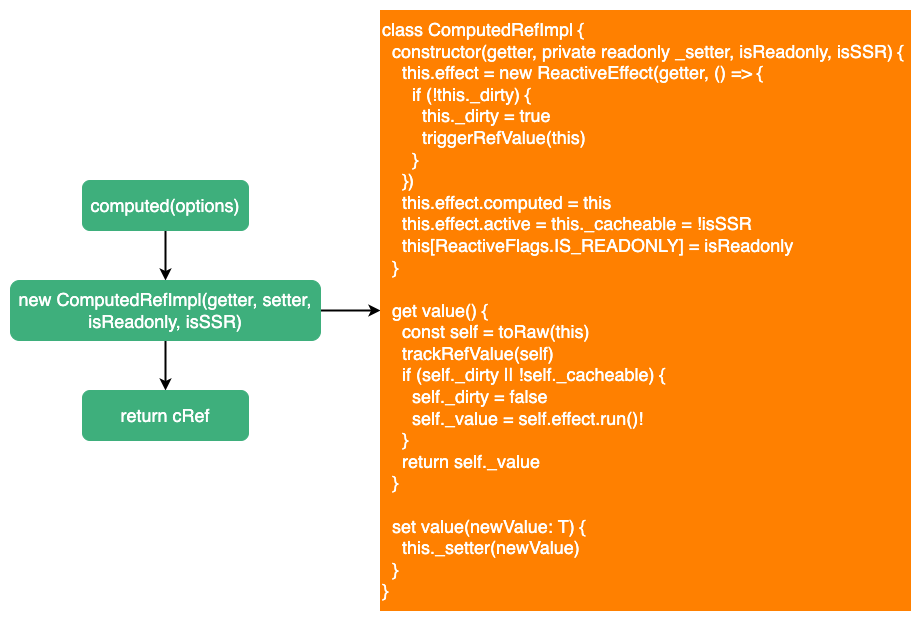 computed(options)
new ComputedRefImpl(getter, setter,
isReadonly, isSSR)
return cRef
class ComputedRefImpl {
  constructor(getter, private readonly _setter, isReadonly, isSSR) {
    this.effect = new ReactiveEffect(getter, () => {
      if (!this._dirty) {
        this._dirty = true
        triggerRefValue(this)
      }
    })
    this.effect.computed = this
    this.effect.active = this._cacheable = !isSSR
    this[ReactiveFlags.IS_READONLY] = isReadonly
  }

  get value() {
    const self = toRaw(this)
    trackRefValue(self)
    if (self._dirty || !self._cacheable) {
      self._dirty = false
      self._value = self.effect.run()!
    }
    return self._value
  }

  set value(newValue: T) {
    this._setter(newValue)
  }
}